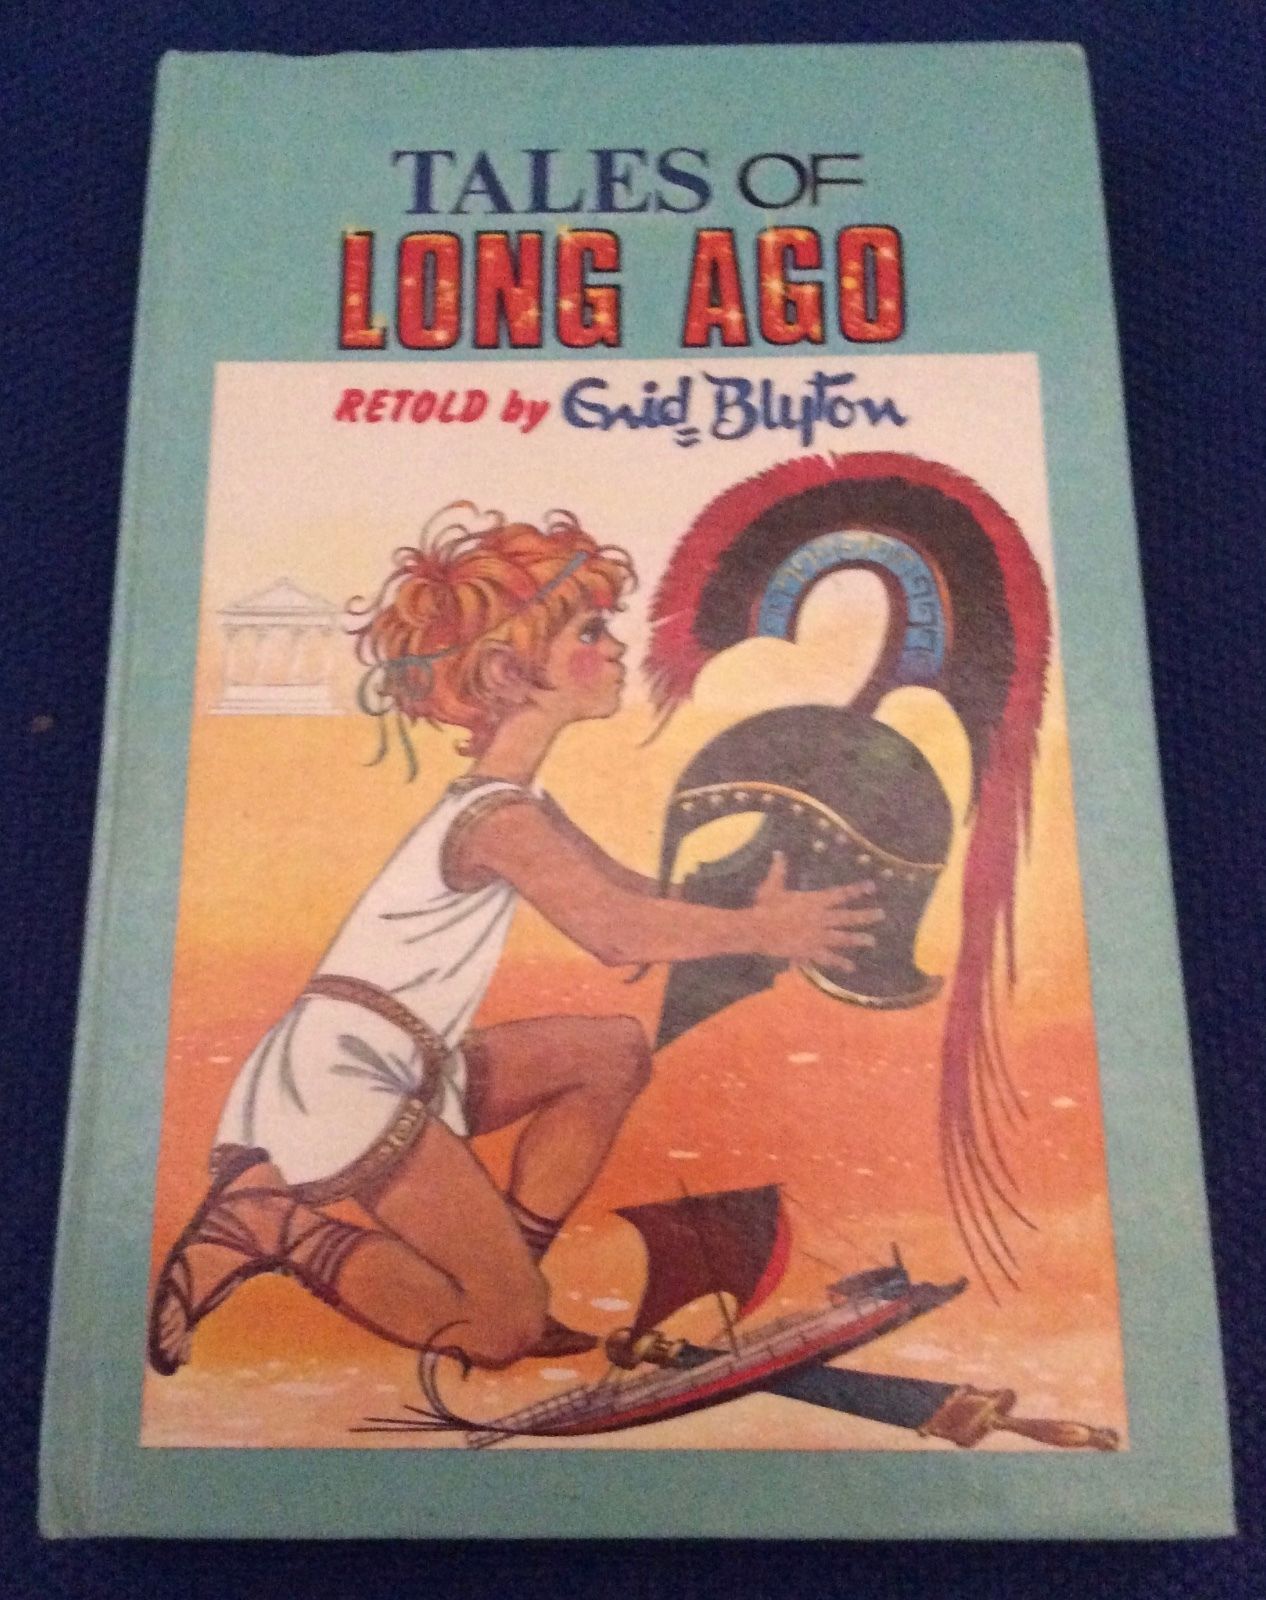 TALES OF
LONG AGO
RETOLD by Enid Blyton